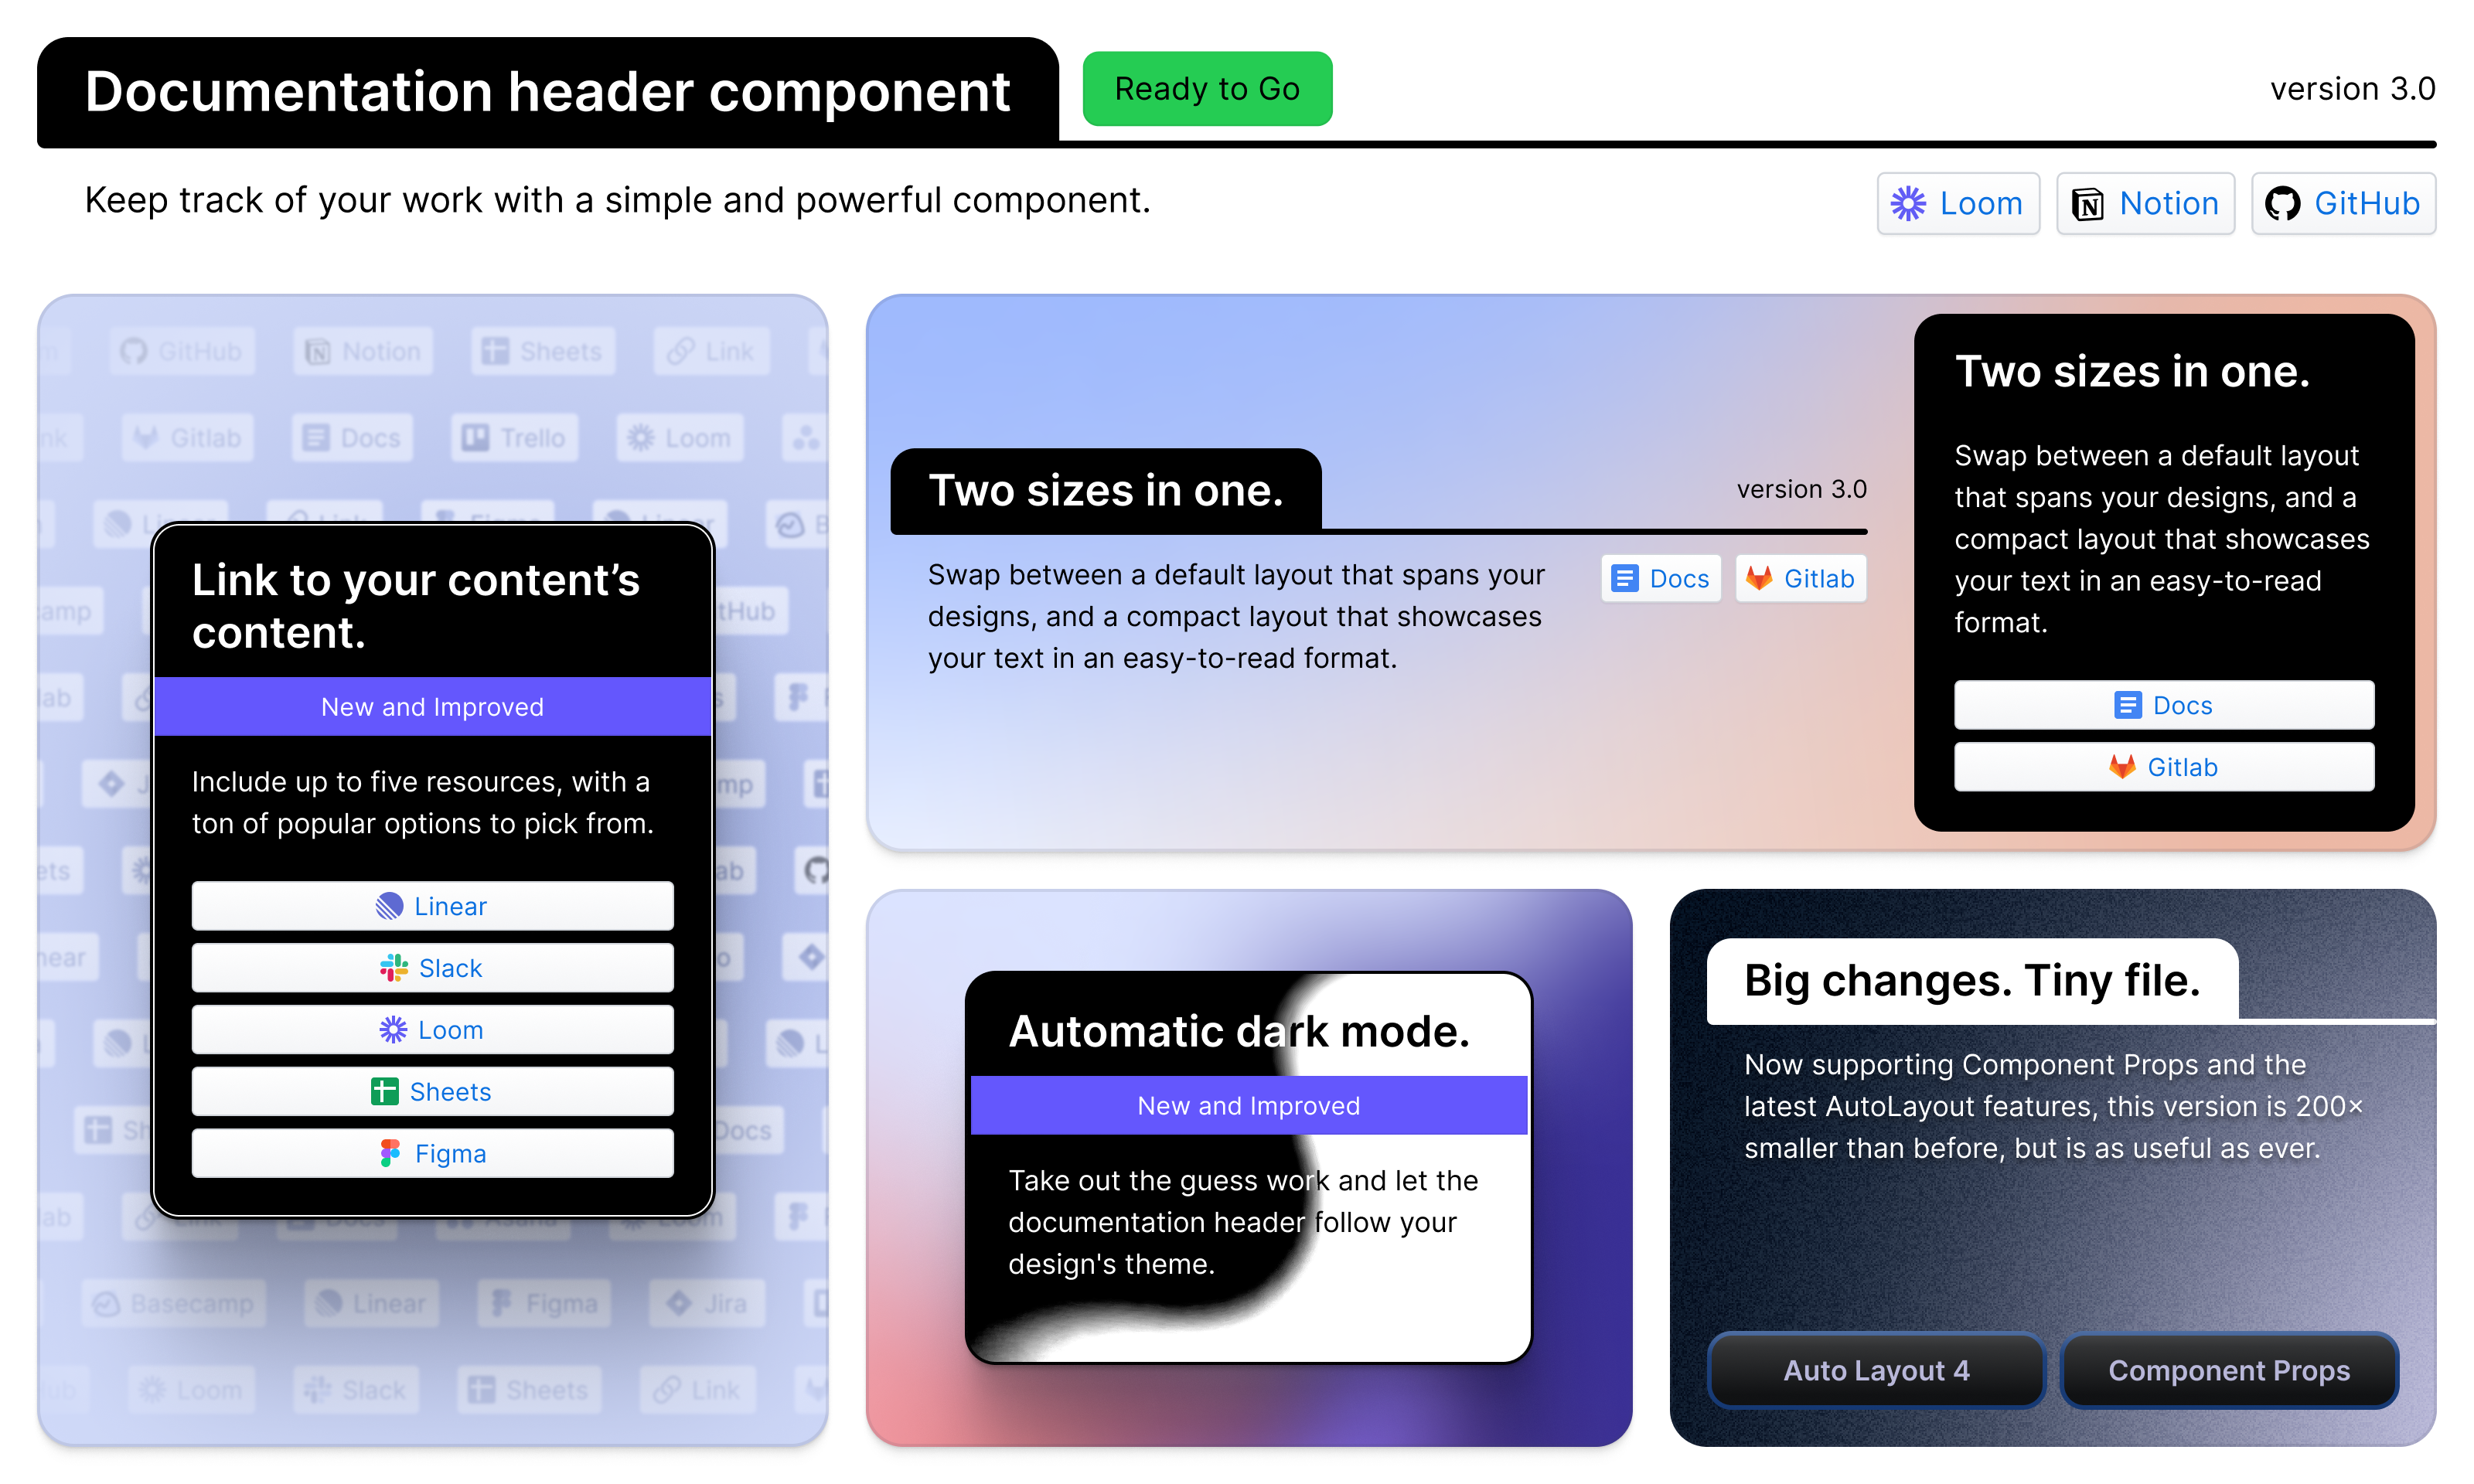 Documentation header component
Ready to Go
version 3.0
Keep track of your work with a simple and powerful component.
Loom
Notion
GitHub
GitHub
Notion
Sheets
Link
Gitlab
Docs
Trello
Loom
Link to your content’s
content.
New and Improved
Include up to five resources, with a
ton of popular options to pick from.
Linear
Slack
Loom
Sheets
Figma
Basecamp
Linear
Figma
Jira
Loom
Slack
Sheets
Link
Two sizes in one.
version 3.0
Swap between a default layout that spans your
designs, and a compact layout that showcases
your text in an easy-to-read format.
Docs
Gitlab
Two sizes in one.
Swap between a default layout
that spans your designs, and a
compact layout that showcases
your text in an easy-to-read
format.
Docs
Gitlab
Automatic dark mode.
New and Improved
Take out the guess work and let the
documentation header follow your
design's theme.
Big changes. Tiny file.
Now supporting Component Props and the
latest AutoLayout features, this version is 200×
smaller than before, but is as useful as ever.
Auto Layout 4
Component Props